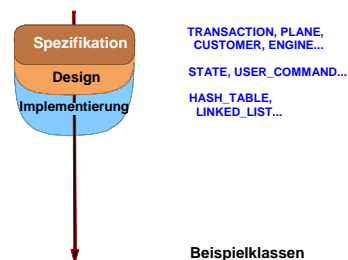 Spezifikation
TRANSACTION, PLANE,
CUSTOMER, ENGINE...
Design
STATE, USER_COMMAND...
Implementierung
HASH_TABLE,
LINKED_LIST...
Beispielklassen